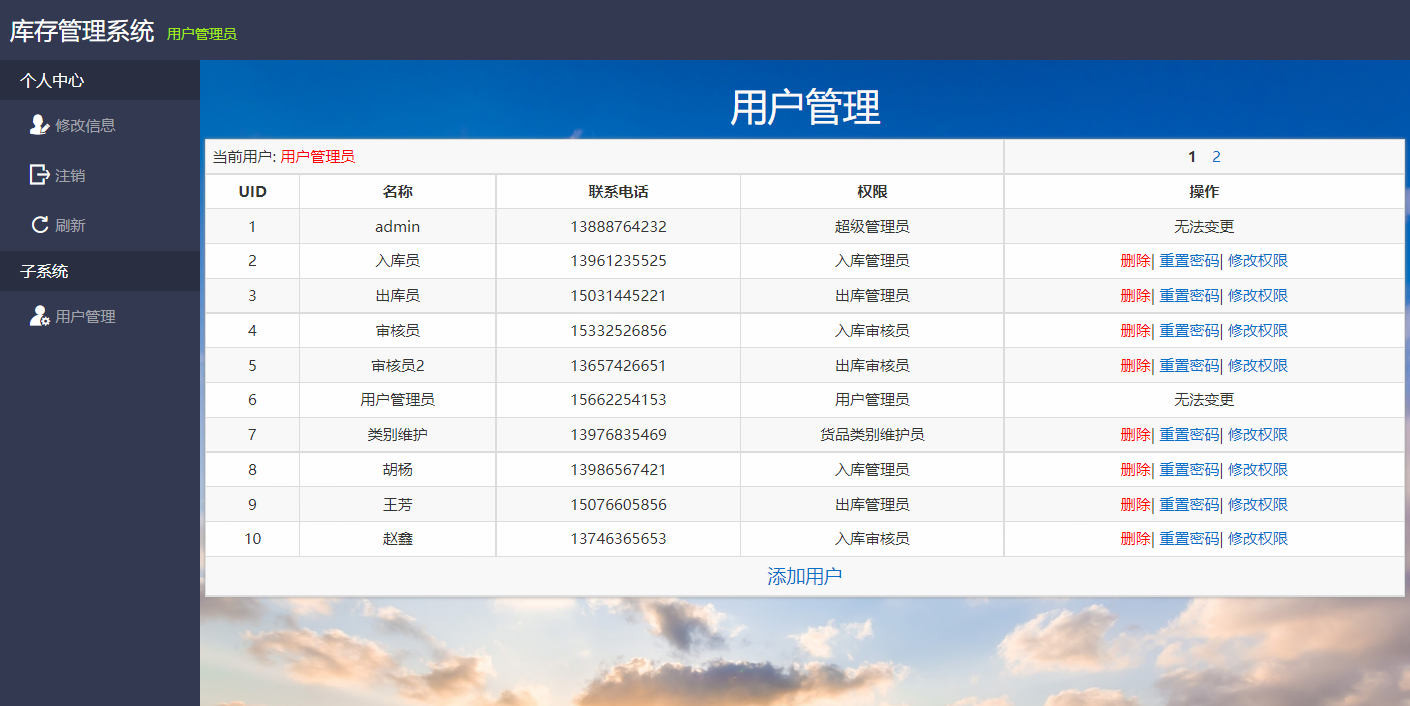 库存管理系统 用户管理员
个人中心
修改信息
注销
刷新
子系统
用户管理
用户管理
当前用户: 用户管理员 1 2
UID 名称 联系电话 权限 操作
1 admin 13888764232 超级管理员 无法变更
2 入库员 13961235525 入库管理员 删除| 重置密码| 修改权限
3 出库员 15031445221 出库管理员 删除| 重置密码| 修改权限
4 审核员 15332526856 入库审核员 删除| 重置密码| 修改权限
5 审核员2 13657426651 出库审核员 删除| 重置密码| 修改权限
6 用户管理员 15662254153 用户管理员 无法变更
7 类别维护 13976835469 货品类别维护员 删除| 重置密码| 修改权限
8 胡杨 13986567421 入库管理员 删除| 重置密码| 修改权限
9 王芳 15076605856 出库管理员 删除| 重置密码| 修改权限
10 赵鑫 13746365653 入库审核员 删除| 重置密码| 修改权限
添加用户